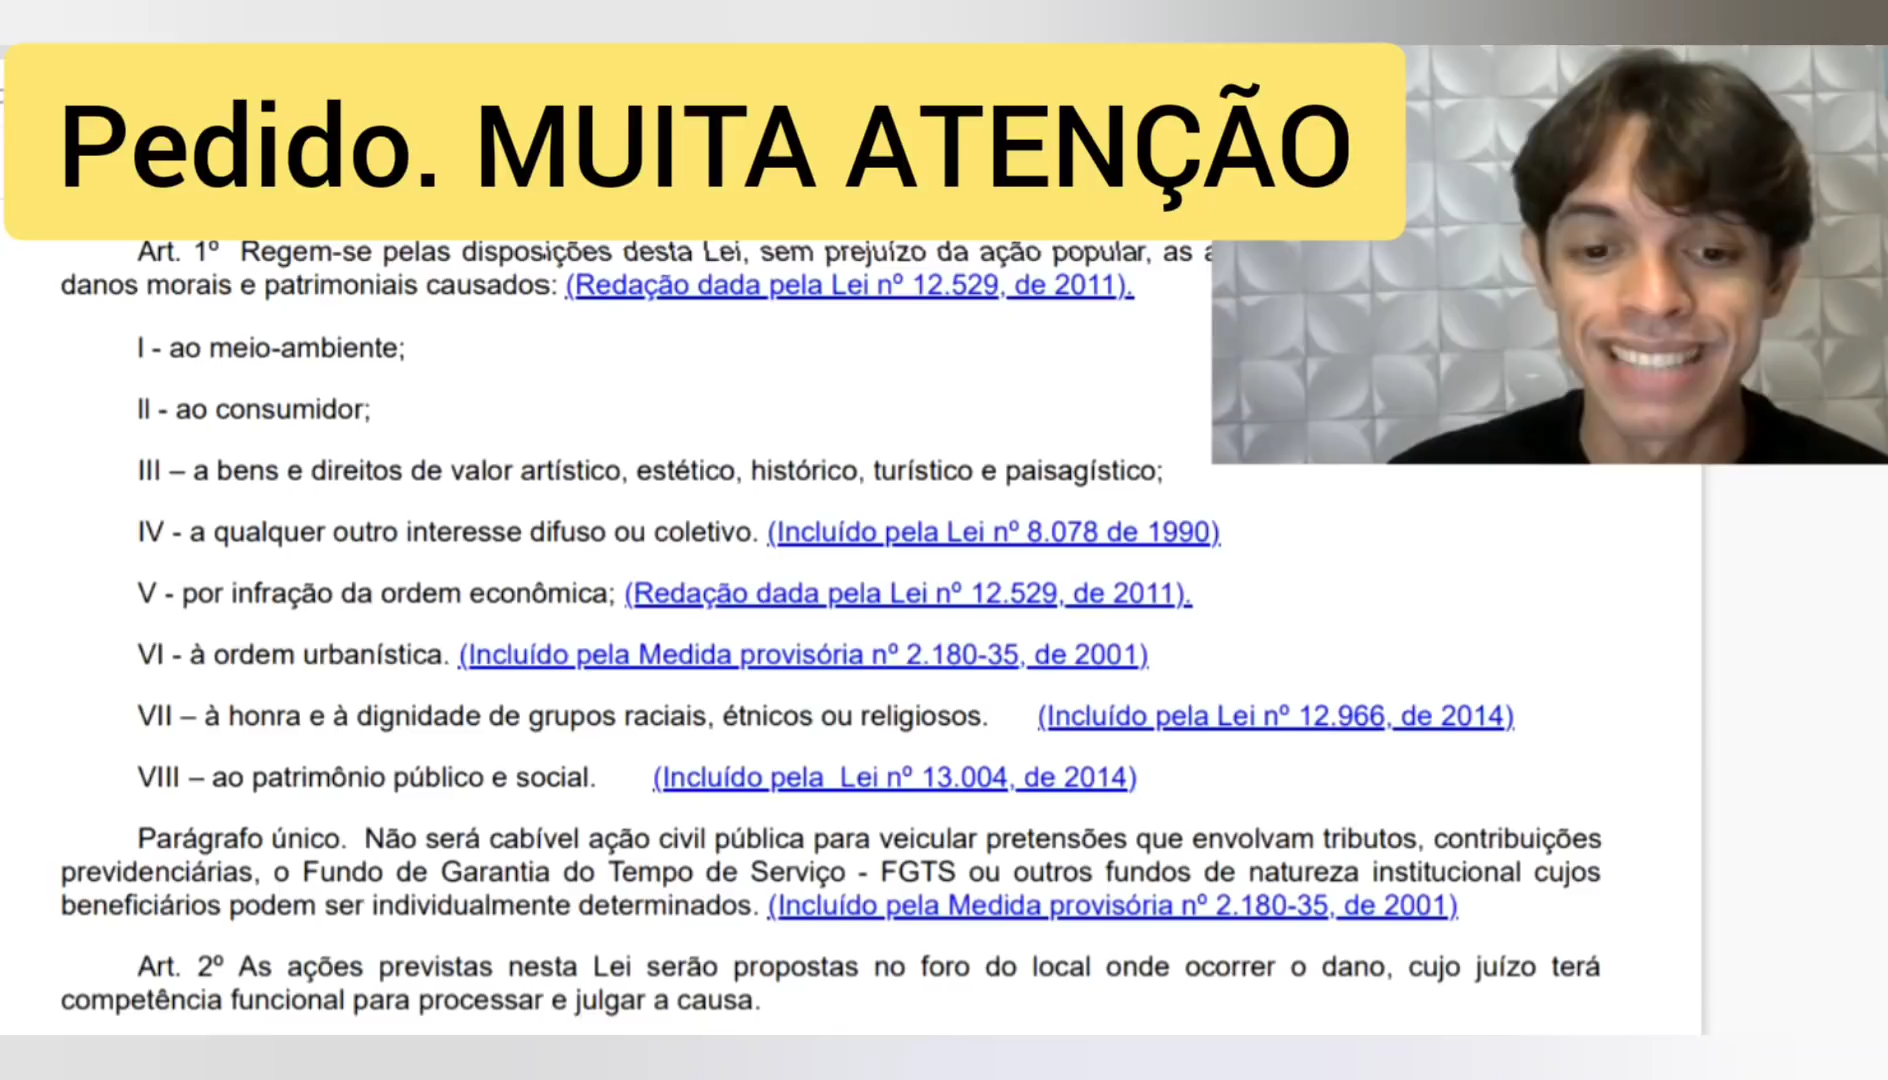 Pedido. MUITA ATENÇÃO
Art. 1º Regem-se pelas disposições desta Lei, sem prejuízo da ação popular, as
danos morais e patrimoniais causados: (Redação dada pela Lei nº 12.529, de 2011).
I - ao meio-ambiente;
II - ao consumidor;
III – a bens e direitos de valor artístico, estético, histórico, turístico e paisagístico;
IV - a qualquer outro interesse difuso ou coletivo. (Incluído pela Lei nº 8.078 de 1990)
V - por infração da ordem econômica; (Redação dada pela Lei nº 12.529, de 2011).
VI - à ordem urbanística. (Incluído pela Medida provisória nº 2.180-35, de 2001)
VII – à honra e à dignidade de grupos raciais, étnicos ou religiosos. (Incluído pela Lei nº 12.966, de 2014)
VIII – ao patrimônio público e social. (Incluído pela Lei nº 13.004, de 2014)
Parágrafo único. Não será cabível ação civil pública para veicular pretensões que envolvam tributos, contribuições
previdenciárias, o Fundo de Garantia do Tempo de Serviço - FGTS ou outros fundos de natureza institucional cujos
beneficiários podem ser individualmente determinados. (Incluído pela Medida provisória nº 2.180-35, de 2001)
Art. 2º As ações previstas nesta Lei serão propostas no foro do local onde ocorrer o dano, cujo juízo terá
competência funcional para processar e julgar a causa.